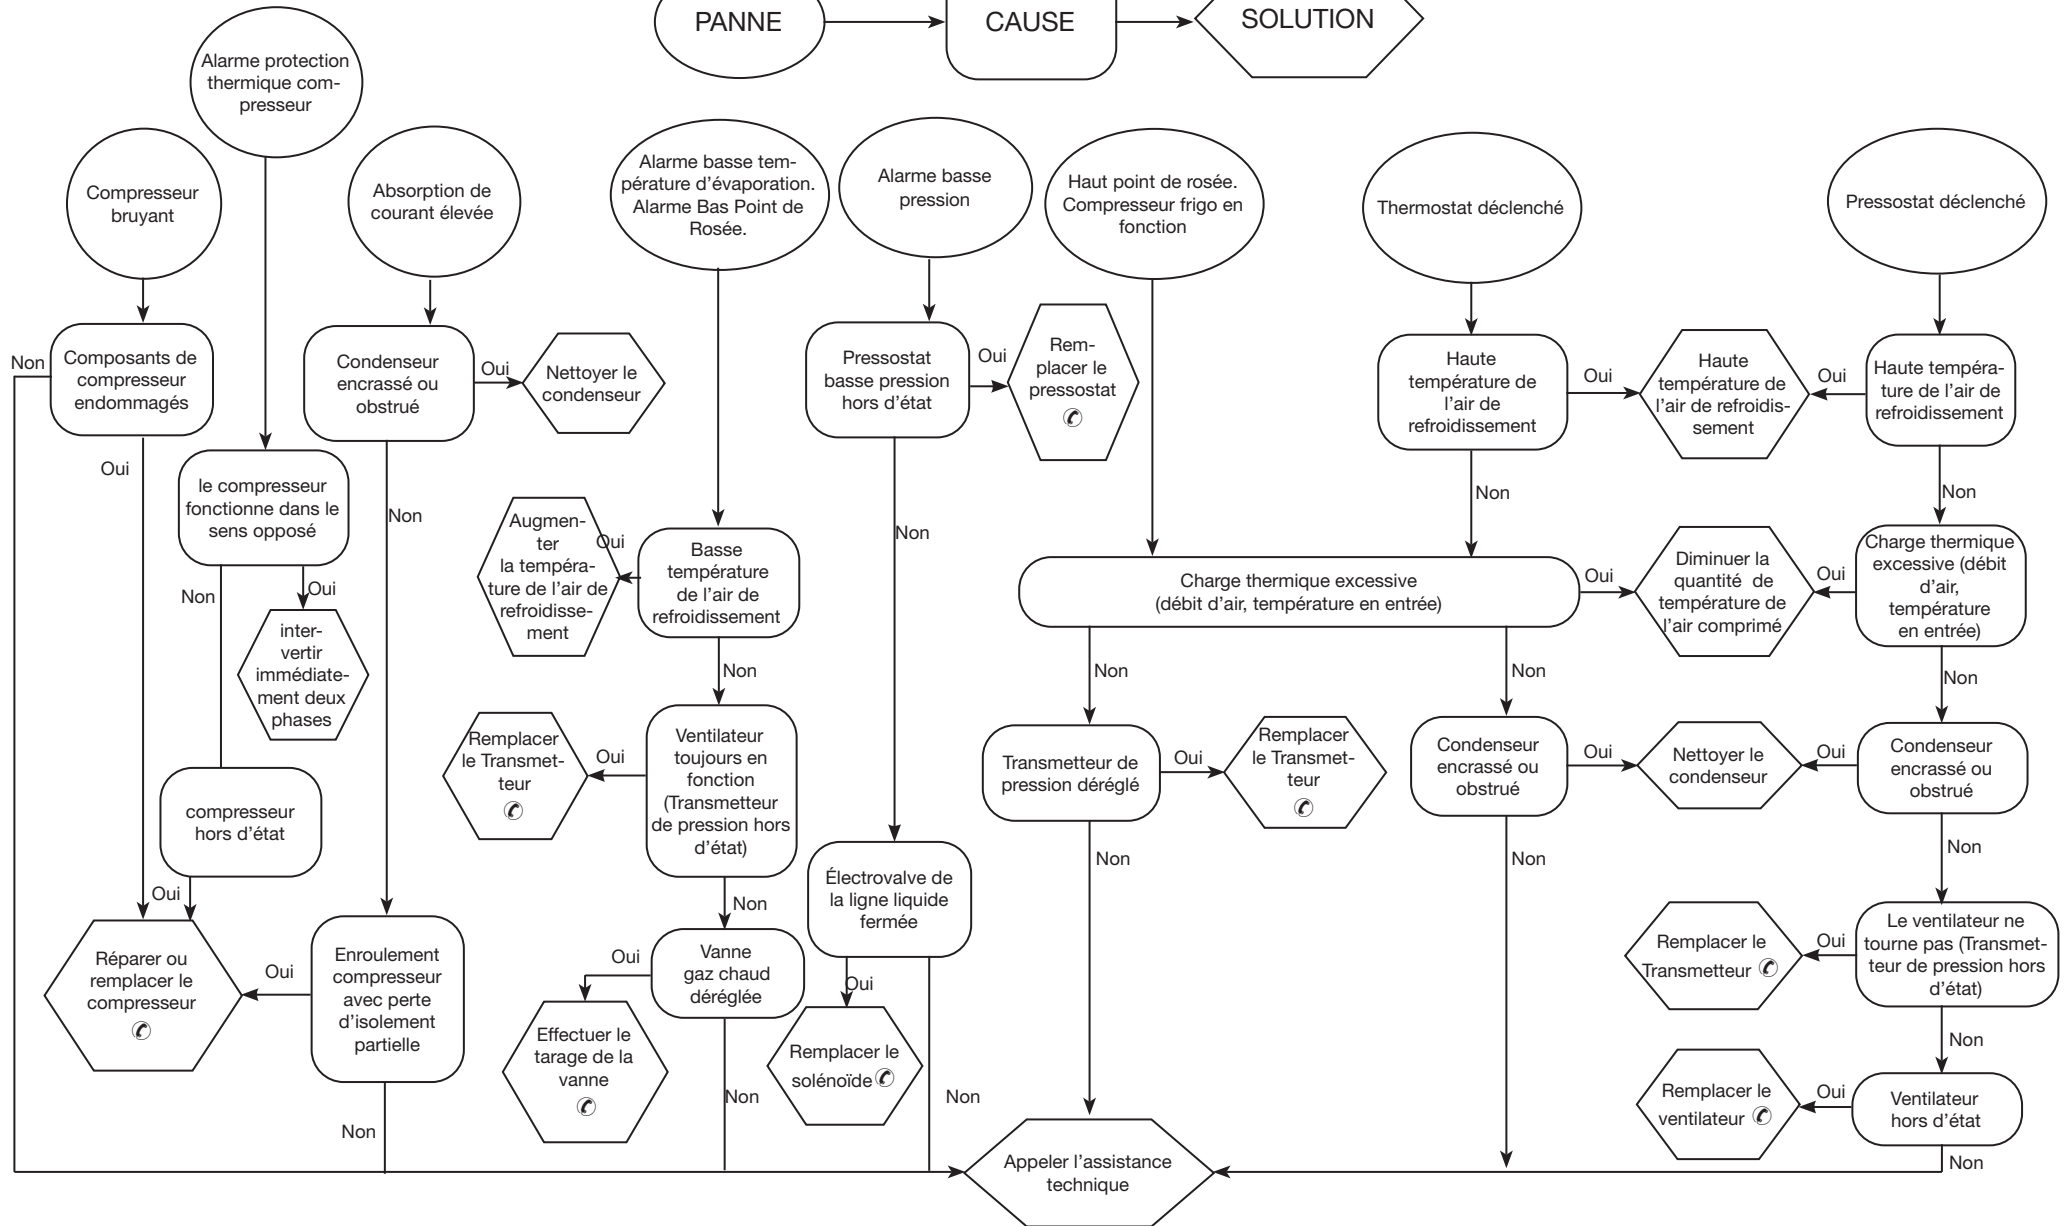 PANNE
CAUSE
SOLUTION
Alarme protection
thermique com-
presseur
Compresseur
bruyant
Absorption de
courant élevée
Alarme basse tem-
pérature d'évaporation.
Alarme Bas Point de
Rosée.
Alarme basse
pression
Haut point de rosée.
Compresseur frigo en
fonction
Thermostat déclenché
Pressostat déclenché
Non
Composants de
compresseur
endommagés
Oui
Condenseur
encrassé ou
obstrué
Oui
Nettoyer le
condenseur
Pressostat
basse pression
hors d'état
Oui
Rem-
placer le
pressostat
Haute
température de
l'air de
refroidissement
Oui
Haute
température de
l'air de refroidis-
sement
Oui
Haute tempéra-
ture de l'air de
refroidissement
le compresseur
fonctionne dans le
sens opposé
Non
Oui
Non
Augmen-
ter
la tempéra-
ture de l'air de
refroidisse-
ment
Oui
Basse
température
de l'air de
refroidissement
Non
Non
Non
Charge thermique excessive
(débit d'air, température en entrée)
Oui
Diminuer la
quantité  de
température de
l'air comprimé
Oui
Charge thermique
excessive (débit
d'air,
température
en entrée)
inter-
vertir
immédiate-
ment deux
phases
Non
Non
Non
Non
Remplacer
le Transmet-
teur
Oui
Ventilateur
toujours en
fonction
(Transmetteur
de pression hors
d'état)
Transmetteur de
pression déréglé
Oui
Remplacer
le Transmet-
teur
Condenseur
encrassé ou
obstrué
Oui
Nettoyer le
condenseur
Oui
Condenseur
encrassé ou
obstrué
compresseur
hors d'état
Oui
Non
Non
Non
Non
Électrovalve de
la ligne liquide
fermée
Réparer ou
remplacer le
compresseur
Oui
Enroulement
compresseur
avec perte
d'isolement
partielle
Oui
Vanne
gaz chaud
déréglée
Oui
Remplacer le
Transmetteur
Oui
Le ventilateur ne
tourne pas (Transmet-
teur de pression hors
d'état)
Effectuer le
tarage de la
vanne
Remplacer le
solénoïde
Non
Non
Non
Non
Remplacer le
ventilateur
Oui
Ventilateur
hors d'état
Non
Appeler l'assistance
technique